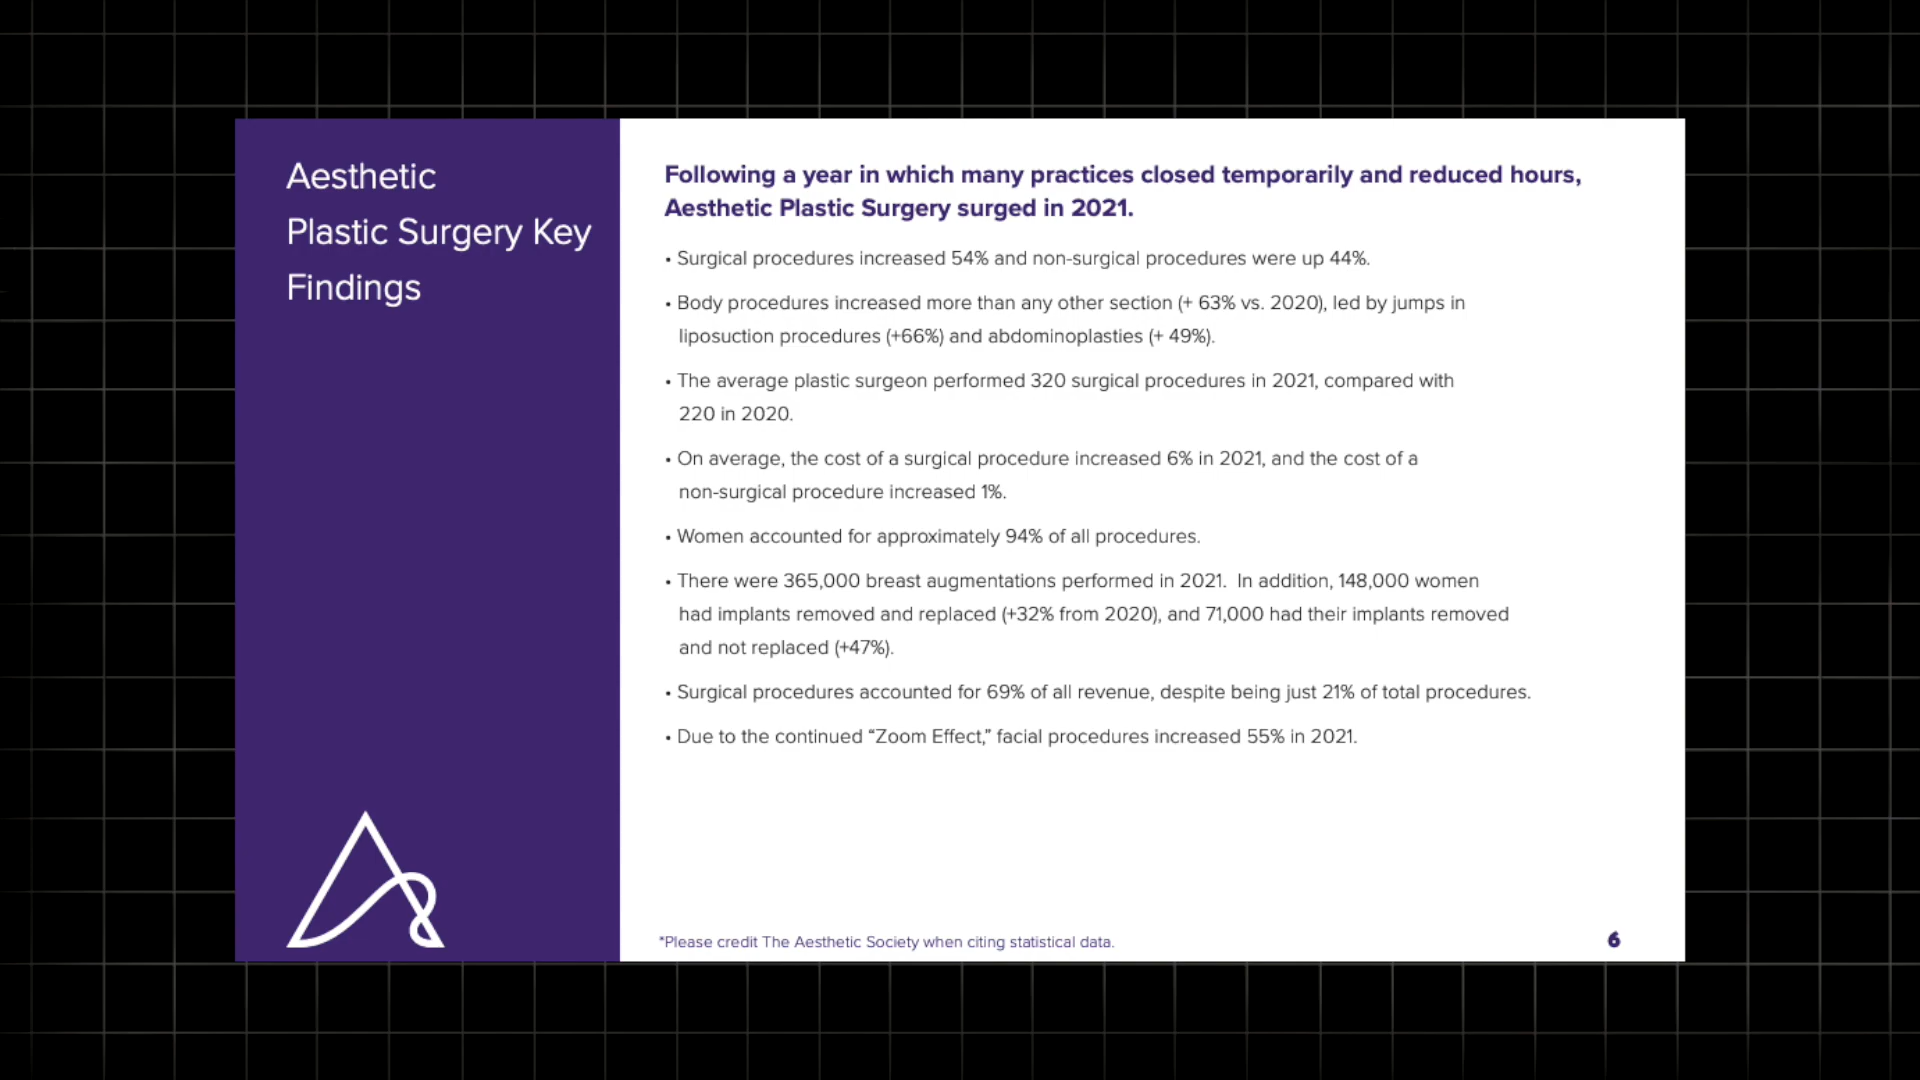 Aesthetic
Plastic Surgery Key
Findings
Following a year in which many practices closed temporarily and reduced hours,
Aesthetic Plastic Surgery surged in 2021.
• Surgical procedures increased 54% and non-surgical procedures were up 44%.
• Body procedures increased more than any other section (+ 63% vs. 2020), led by jumps in
liposuction procedures (+66%) and abdominoplasties (+ 49%).
• The average plastic surgeon performed 320 surgical procedures in 2021, compared with
220 in 2020.
• On average, the cost of a surgical procedure increased 6% in 2021, and the cost of a
non-surgical procedure increased 1%.
• Women accounted for approximately 94% of all procedures.
• There were 365,000 breast augmentations performed in 2021.  In addition, 148,000 women
had implants removed and replaced (+32% from 2020), and 71,000 had their implants removed
and not replaced (+47%).
• Surgical procedures accounted for 69% of all revenue, despite being just 21% of total procedures.
• Due to the continued “Zoom Effect,” facial procedures increased 55% in 2021.
*Please credit The Aesthetic Society when citing statistical data.
6